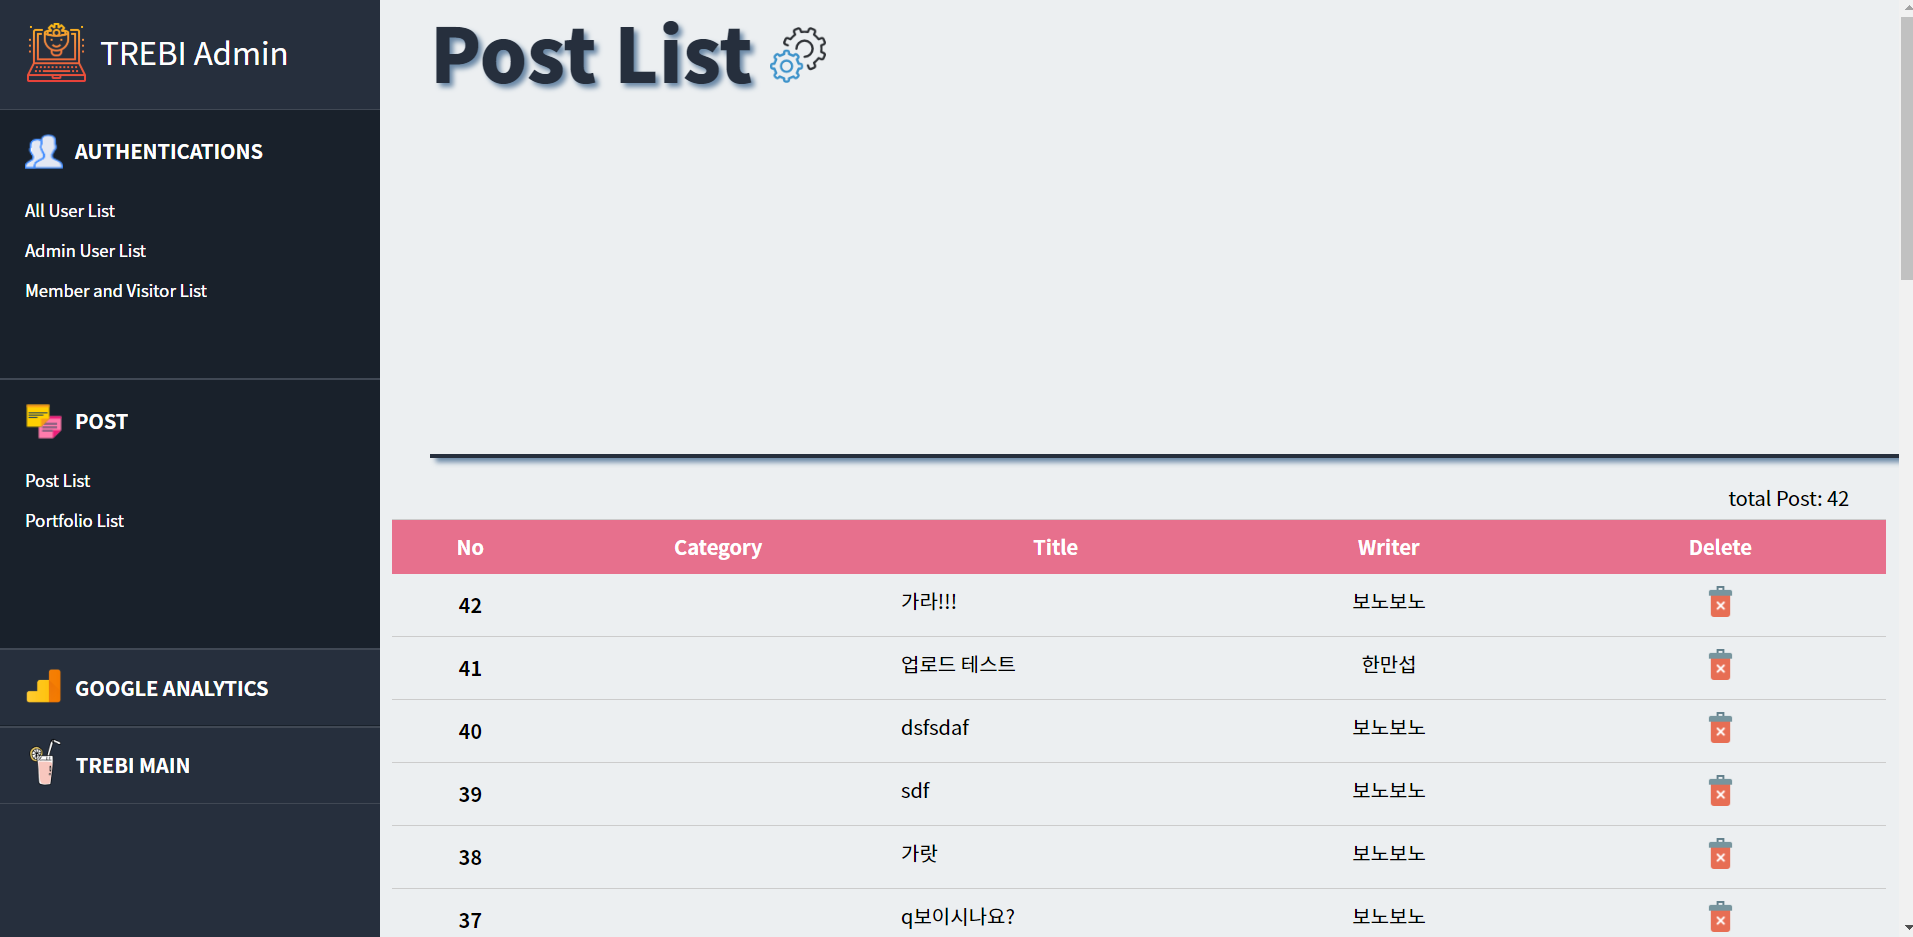 TREBI Admin
AUTHENTICATIONS
All User List
Admin User List
Member and Visitor List
POST
Post List
Portfolio List
GOOGLE ANALYTICS
TREBI MAIN
Post List
total Post: 42
No Category Title Writer Delete
42 가라!!! 보노보노
41 업로드 테스트 한만섭
40 dsfsdaf 보노보노
39 sdf 보노보노
38 가랏 보노보노
37 q보이시나요? 보노보노